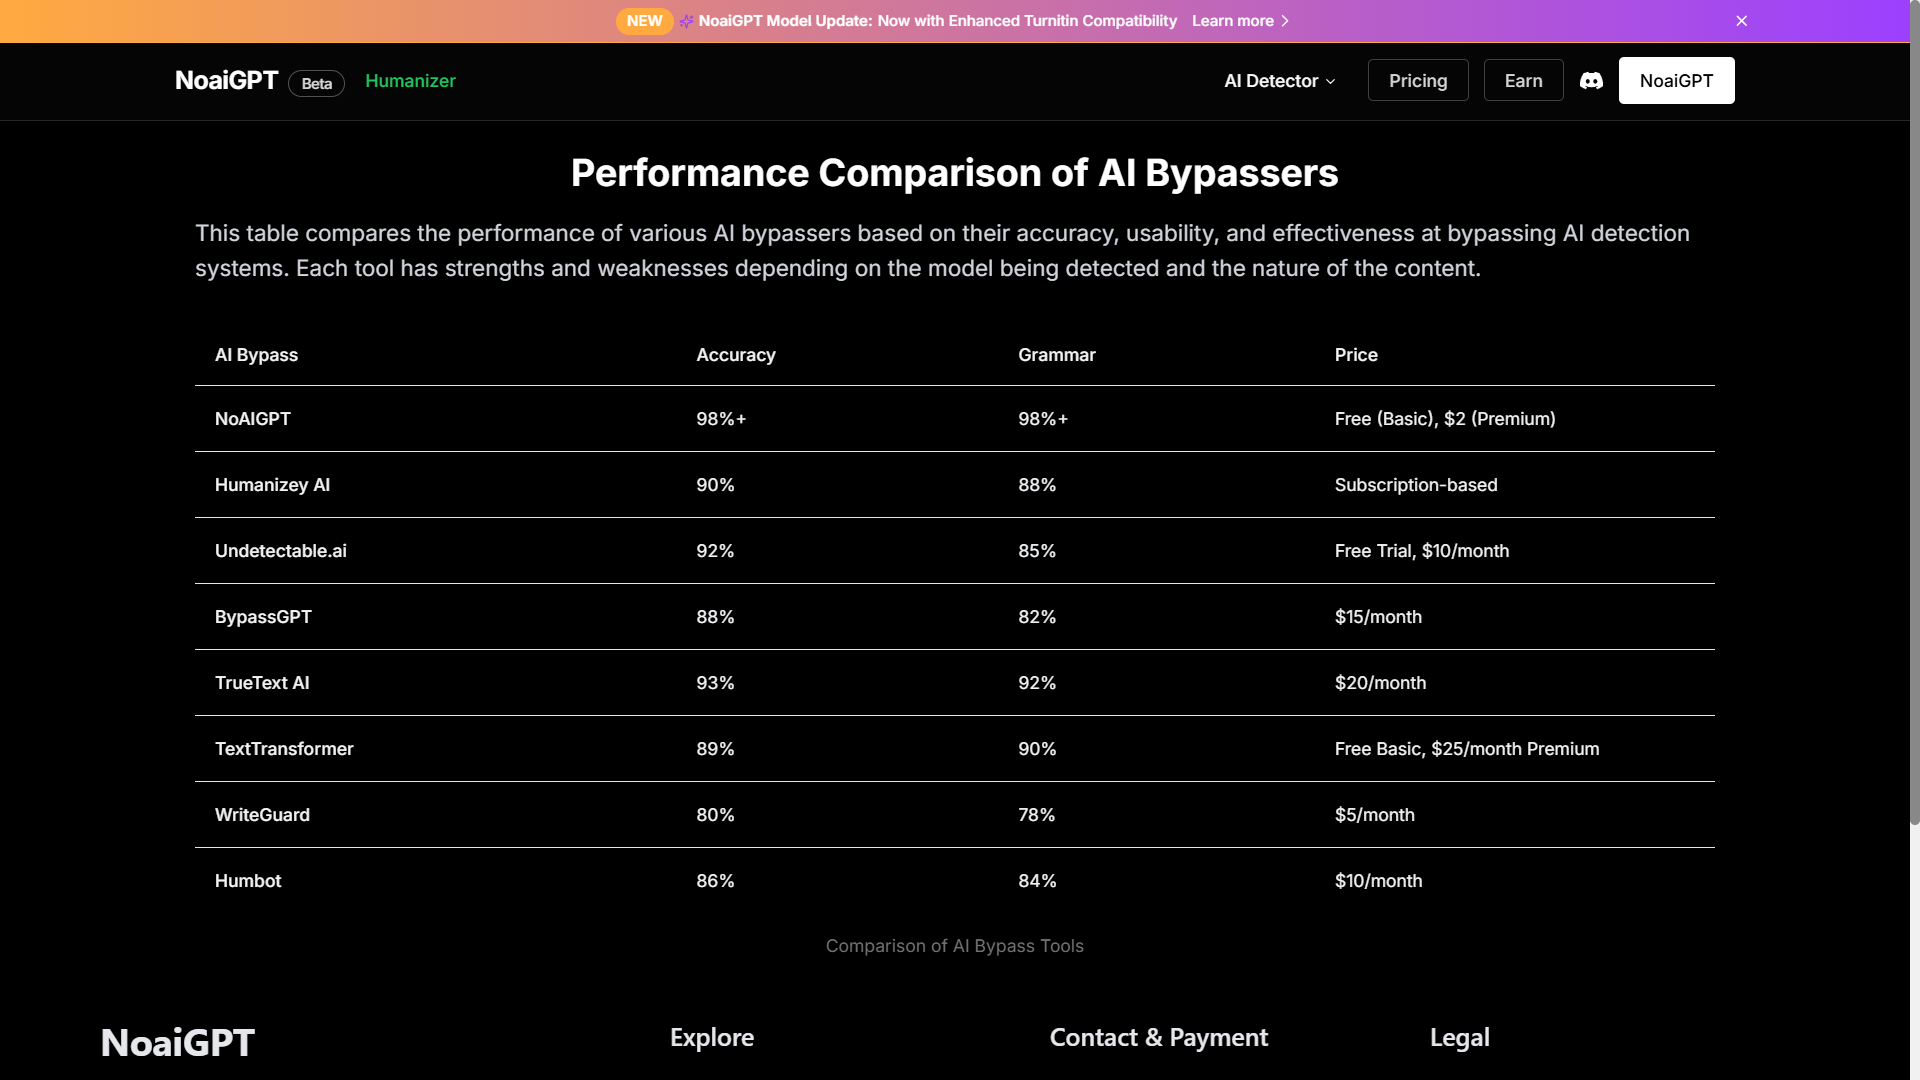 NEW NoaiGPT Model Update: Now with Enhanced Turnitin Compatibility Learn more
NoaiGPT Beta Humanizer AI Detector Pricing Earn NoaiGPT
Performance Comparison of AI Bypassers
This table compares the performance of various AI bypassers based on their accuracy, usability, and effectiveness at bypassing AI detection
systems. Each tool has strengths and weaknesses depending on the model being detected and the nature of the content.
AI Bypass Accuracy Grammar Price
NoAIGPT 98%+ 98%+ Free (Basic), $2 (Premium)
Humanizey AI 90% 88% Subscription-based
Undetectable.ai 92% 85% Free Trial, $10/month
BypassGPT 88% 82% $15/month
TrueText AI 93% 92% $20/month
TextTransformer 89% 90% Free Basic, $25/month Premium
WriteGuard 80% 78% $5/month
Humbot 86% 84% $10/month
Comparison of AI Bypass Tools
NoaiGPT Explore Contact & Payment Legal